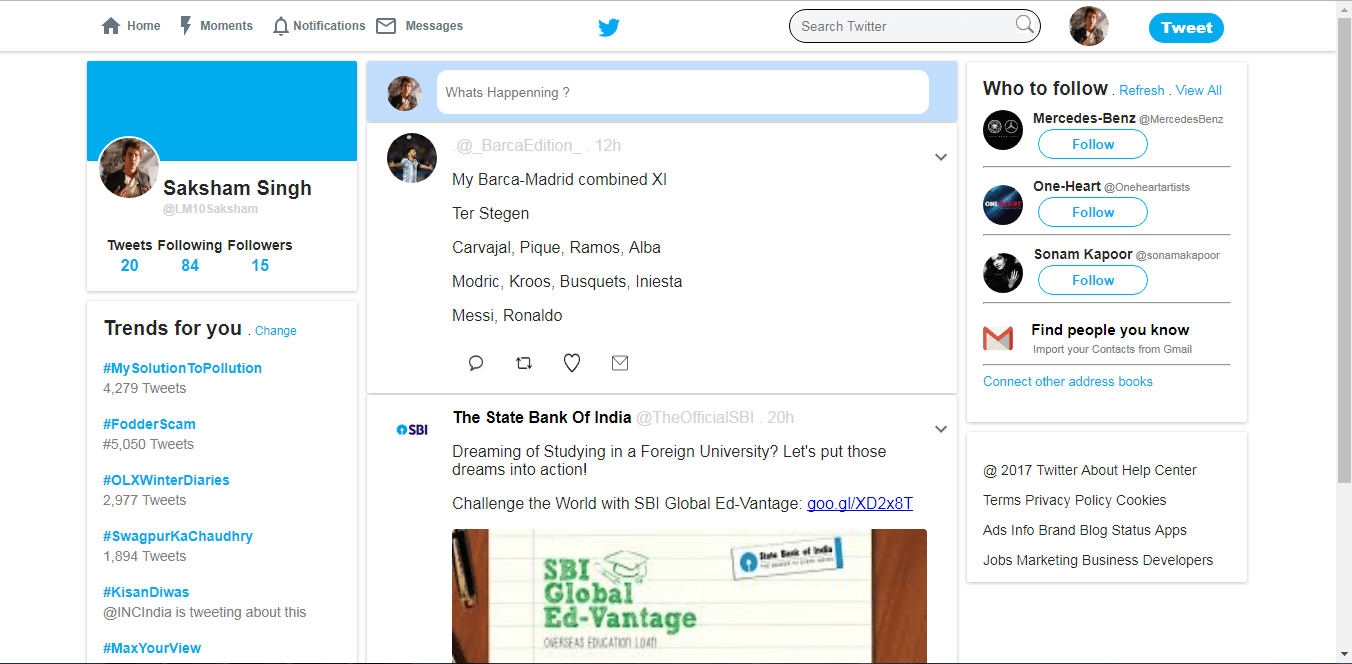 Home Moments Notifications Messages Search Twitter Tweet
Saksham Singh
@LM10Saksham
Tweets Following Followers
20 84 15
Trends for you . Change
#MySolutionToPollution
4,279 Tweets
#FodderScam
#5,050 Tweets
#OLXWinterDiaries
2,977 Tweets
#SwagpurKaChaudhry
1,894 Tweets
#KisanDiwas
@INCIndia is tweeting about this
#MaxYourView
Whats Happenning ?
.@_BarcaEdition_ . 12h
My Barca-Madrid combined XI
Ter Stegen
Carvajal, Pique, Ramos, Alba
Modric, Kroos, Busquets, Iniesta
Messi, Ronaldo
SBI
The State Bank Of India @TheOfficialSBI . 20h
Dreaming of Studying in a Foreign University? Let's put those
dreams into action!
Challenge the World with SBI Global Ed-Vantage: goo.gl/XD2x8T
State Bank of India
SBI
Global
Ed-Vantage
OVERSEAS EDUCATION LOAN
Who to follow . Refresh . View All
Mercedes-Benz @MercedesBenz
Follow
One-Heart @Oneheartartists
Follow
Sonam Kapoor @sonamakapoor
Follow
Find people you know
Import your Contacts from Gmail
Connect other address books
@ 2017 Twitter About Help Center
Terms Privacy Policy Cookies
Ads Info Brand Blog Status Apps
Jobs Marketing Business Developers